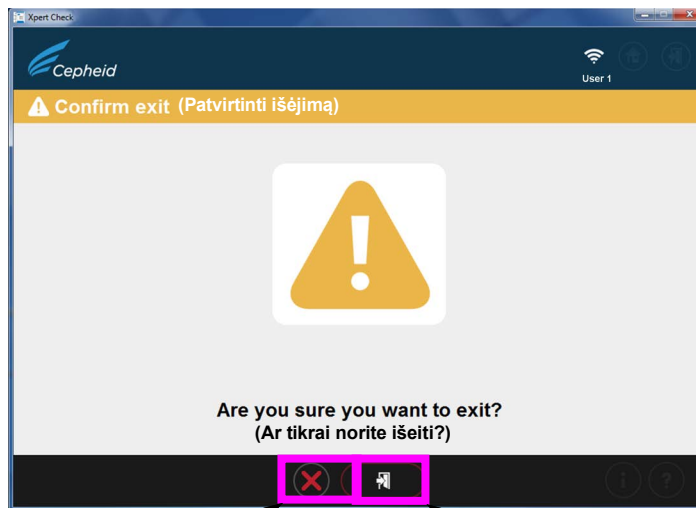 Xpert Check
Cepheid
User 1
Confirm exit (Patvirtinti išėjimą)
Are you sure you want to exit?
(Ar tikrai norite išeiti?)
i ?